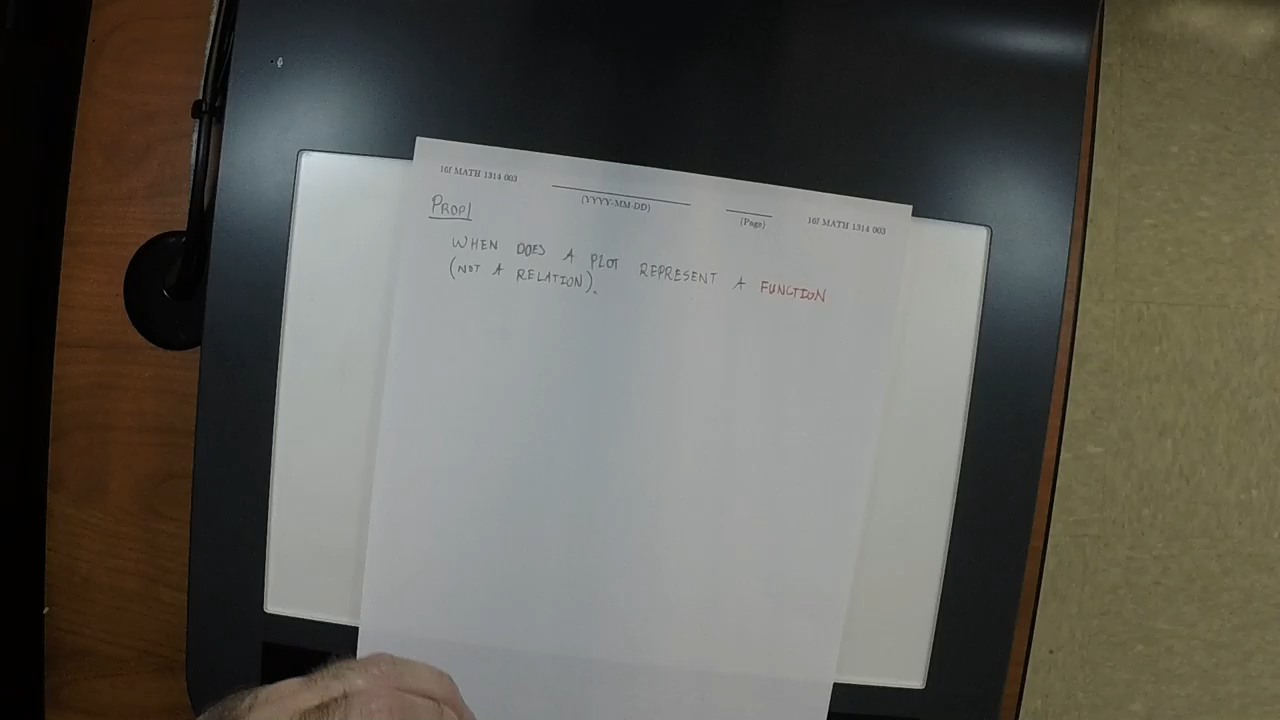 16f MATH 1314 003
(YYYY-MM-DD)
(Page)
16f MATH 1314 003
PROP
WHEN DOES A PLOT REPRESENT A FUNCTION
(NOT A RELATION).